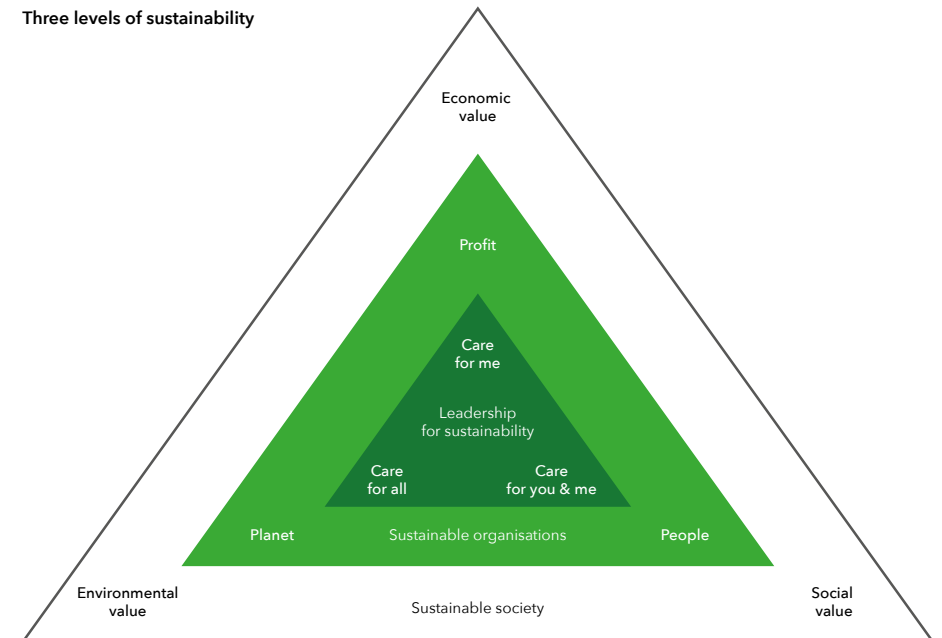 Three levels of sustainability
Economic
value
Profit
Care
for me
Leadership
for sustainability
Care
for all
Care
for you & me
Planet
Sustainable organisations
People
Environmental
value
Sustainable society
Social
value